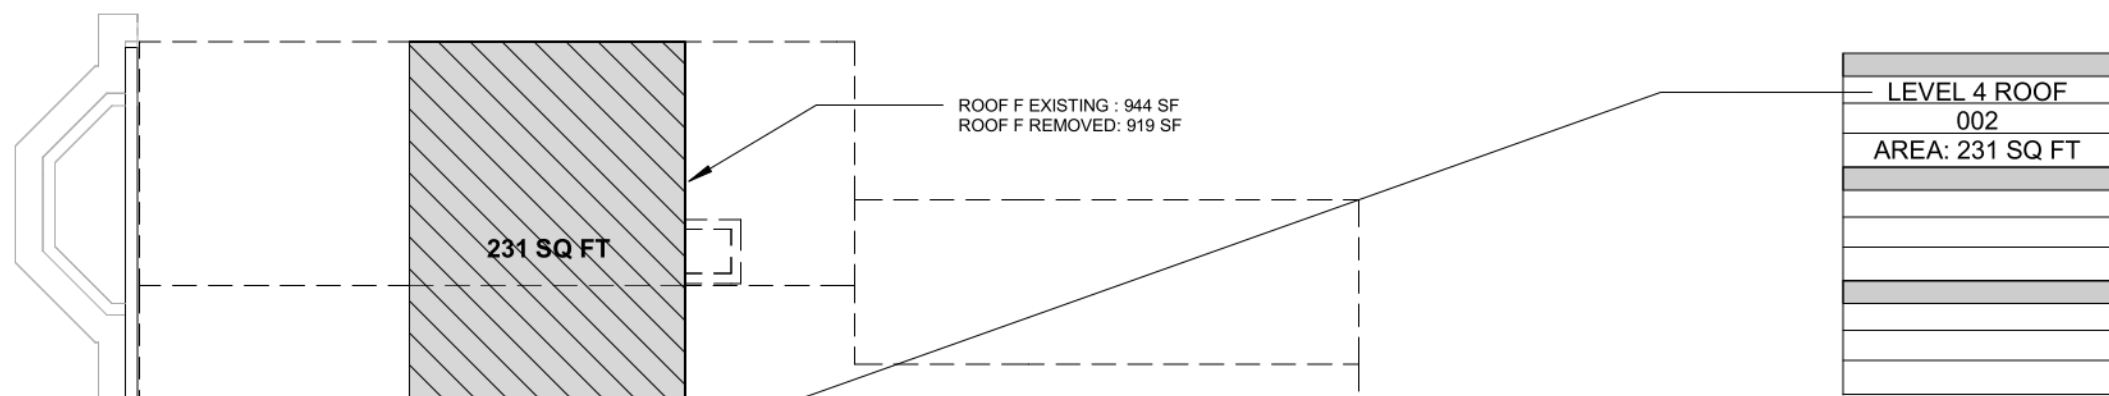 ROOF F EXISTING : 944 SF
ROOF F REMOVED: 919 SF
231 SQ FT
LEVEL 4 ROOF
002
AREA: 231 SQ FT